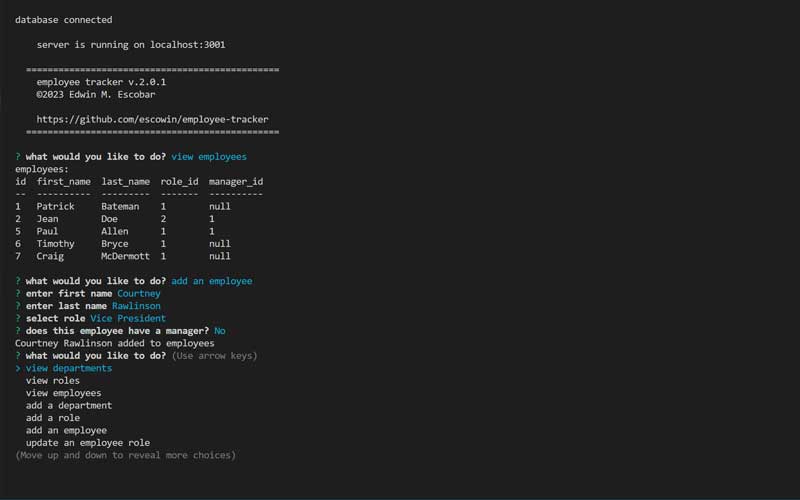 database connected
server is running on localhost:3001
===============================================
employee tracker v.2.0.1
©2023 Edwin M. Escobar
https://github.com/escowin/employee-tracker
===============================================
? what would you like to do? view employees
employees:
id  first_name  last_name  role_id  manager_id
--  ----------  ---------  -------  ----------
1   Patrick     Bateman    1        null
2   Jean        Doe        2        1
5   Paul        Allen      1        1
6   Timothy     Bryce      1        null
7   Craig       McDermott  1        null
? what would you like to do? add an employee
? enter first name Courtney
? enter last name Rawlinson
? select role Vice President
? does this employee have a manager? No
Courtney Rawlinson added to employees
? what would you like to do? (Use arrow keys)
> view departments
view roles
view employees
add a department
add a role
add an employee
update an employee role
(Move up and down to reveal more choices)